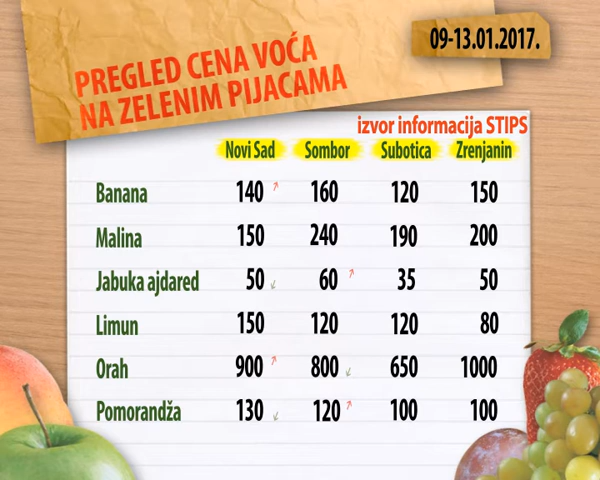 PREGLED CENA VOĆA
NA ZELENIM PIJACAMA
09-13.01.2017.
izvor informacija STIPS
Novi Sad Sombor Subotica Zrenjanin
Banana 140 160 120 150
Malina 150 240 190 200
Jabuka ajdared 50 60 35 50
Limun 150 120 120 80
Orah 900 800 650 1000
Pomorandža 130 120 100 100